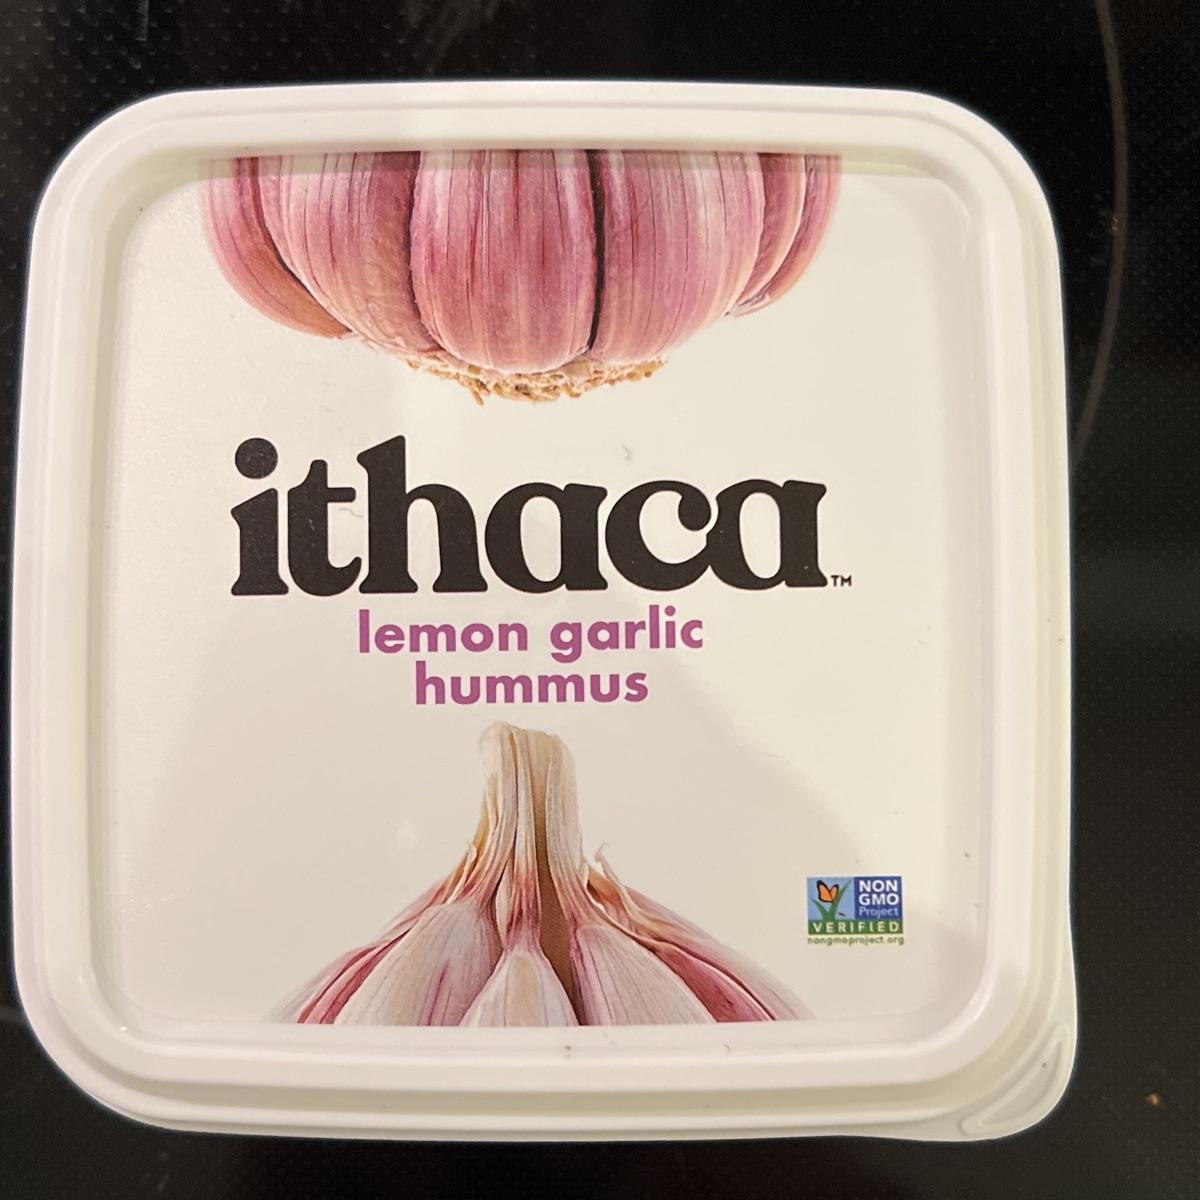 ithaca™
lemon garlic
hummus
NON
GMO
Project
VERIFIED
nongmoproject.org